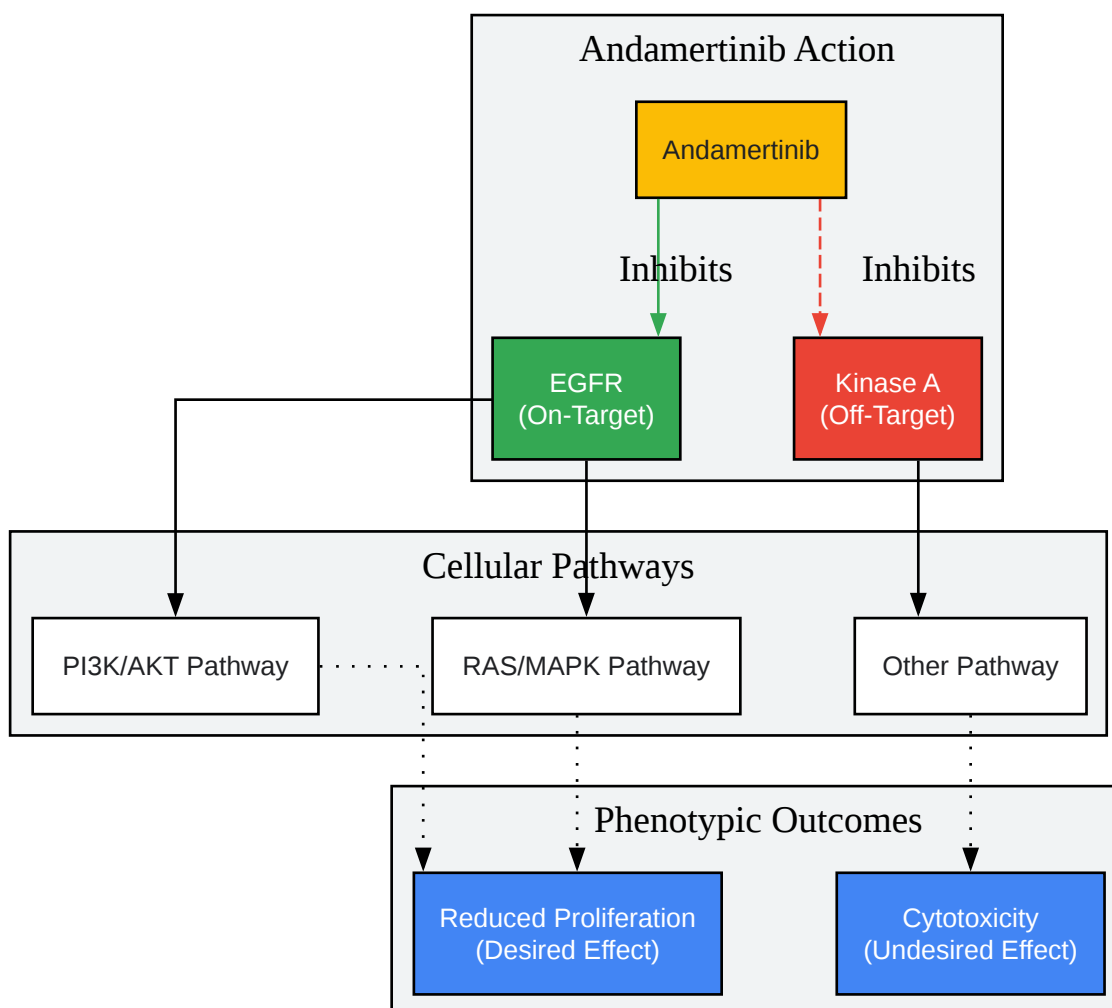 Andamertinib Action
Andamertinib
Inhibits
Inhibits
EGFR
(On-Target)
Kinase A
(Off-Target)
Cellular Pathways
PI3K/AKT Pathway
RAS/MAPK Pathway
Other Pathway
Phenotypic Outcomes
Reduced Proliferation
(Desired Effect)
Cytotoxicity
(Undesired Effect)